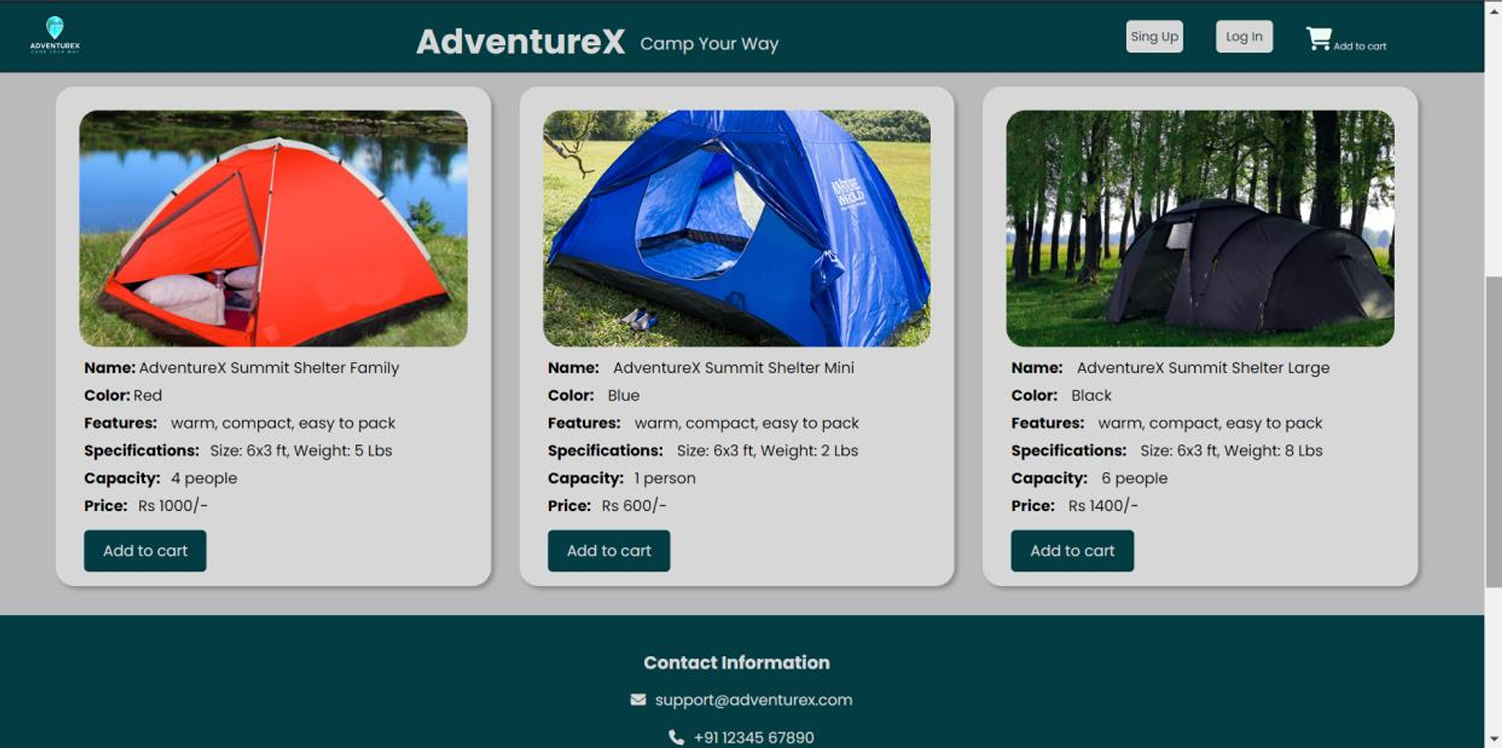 ADVENTUREX
CAMP YOUR WAY
AdventureX Camp Your Way
Sing Up
Log In
Add to cart
Name: AdventureX Summit Shelter Family
Color: Red
Features: warm, compact, easy to pack
Specifications: Size: 6x3 ft, Weight: 5 Lbs
Capacity: 4 people
Price: Rs 1000/-
Add to cart
Name: AdventureX Summit Shelter Mini
Color: Blue
Features: warm, compact, easy to pack
Specifications: Size: 6x3 ft, Weight: 2 Lbs
Capacity: 1 person
Price: Rs 600/-
Add to cart
Name: AdventureX Summit Shelter Large
Color: Black
Features: warm, compact, easy to pack
Specifications: Size: 6x3 ft, Weight: 8 Lbs
Capacity: 6 people
Price: Rs 1400/-
Add to cart
Contact Information
support@adventurex.com
+91 12345 67890